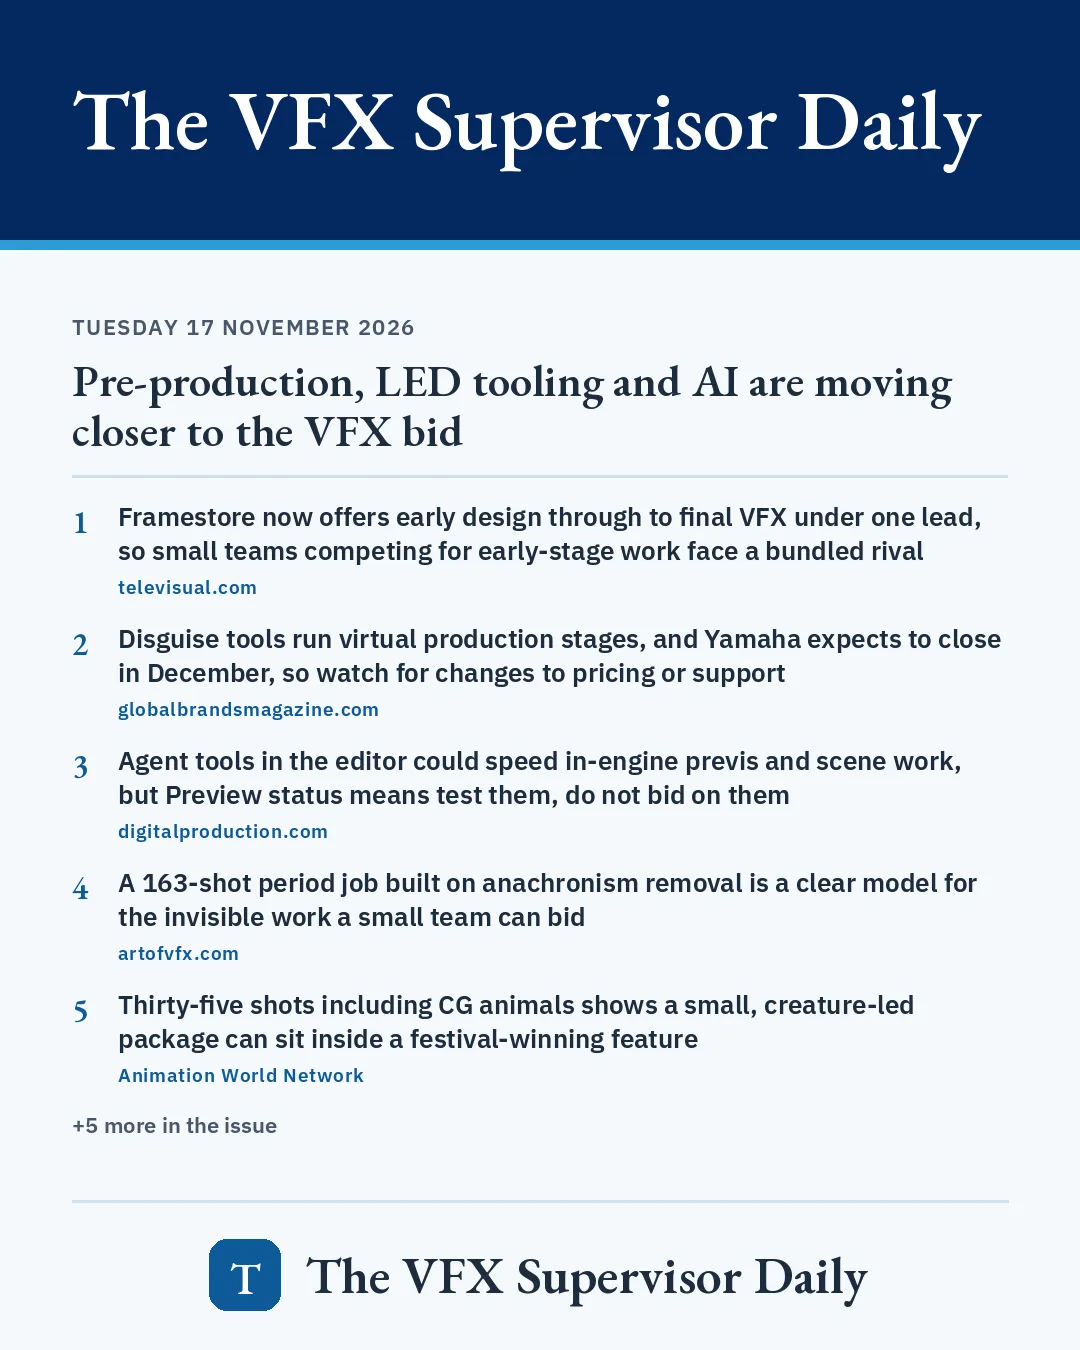 The VFX Supervisor Daily
TUESDAY 17 NOVEMBER 2026
Pre-production, LED tooling and AI are moving
closer to the VFX bid
1
Framestore now offers early design through to final VFX under one lead,
so small teams competing for early-stage work face a bundled rival
televisual.com
2
Disguise tools run virtual production stages, and Yamaha expects to close
in December, so watch for changes to pricing or support
globalbrandsmagazine.com
3
Agent tools in the editor could speed in-engine previs and scene work,
but Preview status means test them, do not bid on them
digitalproduction.com
4
A 163-shot period job built on anachronism removal is a clear model for
the invisible work a small team can bid
artofvfx.com
5
Thirty-five shots including CG animals shows a small, creature-led
package can sit inside a festival-winning feature
Animation World Network
+5 more in the issue
T
The VFX Supervisor Daily